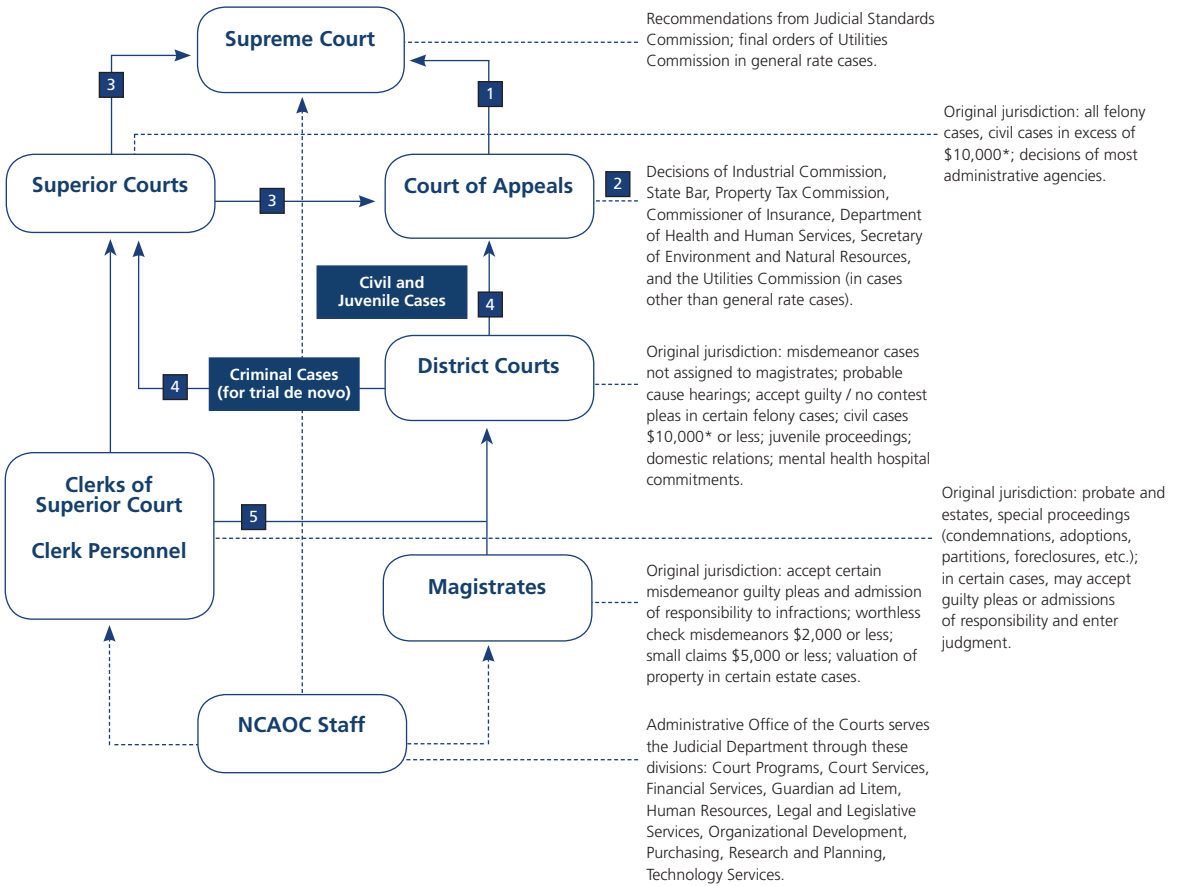 Supreme Court
Recommendations from Judicial Standards
Commission; final orders of Utilities
Commission in general rate cases.
3
1
Original jurisdiction: all felony
cases, civil cases in excess of
$10,000*; decisions of most
administrative agencies.
Superior Courts
3
Court of Appeals
2
Decisions of Industrial Commission,
State Bar, Property Tax Commission,
Commissioner of Insurance, Department
of Health and Human Services, Secretary
of Environment and Natural Resources,
and the Utilities Commission (in cases
other than general rate cases).
Civil and
Juvenile Cases
4
4
Criminal Cases
(for trial de novo)
District Courts
Original jurisdiction: misdemeanor cases
not assigned to magistrates; probable
cause hearings; accept guilty / no contest
pleas in certain felony cases; civil cases
$10,000* or less; juvenile proceedings;
domestic relations; mental health hospital
commitments.
Clerks of
Superior Court
Clerk Personnel
5
Original jurisdiction: probate and
estates, special proceedings
(condemnations, adoptions,
partitions, foreclosures, etc.);
in certain cases, may accept
guilty pleas or admissions
of responsibility and enter
judgment.
Magistrates
Original jurisdiction: accept certain
misdemeanor guilty pleas and admission
of responsibility to infractions; worthless
check misdemeanors $2,000 or less;
small claims $5,000 or less; valuation of
property in certain estate cases.
NCAOC Staff
Administrative Office of the Courts serves
the Judicial Department through these
divisions: Court Programs, Court Services,
Financial Services, Guardian ad Litem,
Human Resources, Legal and Legislative
Services, Organizational Development,
Purchasing, Research and Planning,
Technology Services.